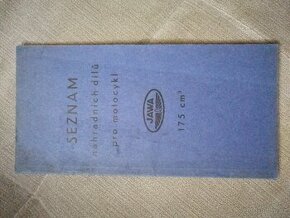 SEZNAM
náhradních dílů
pro motocykl
JAWA
175 cm³